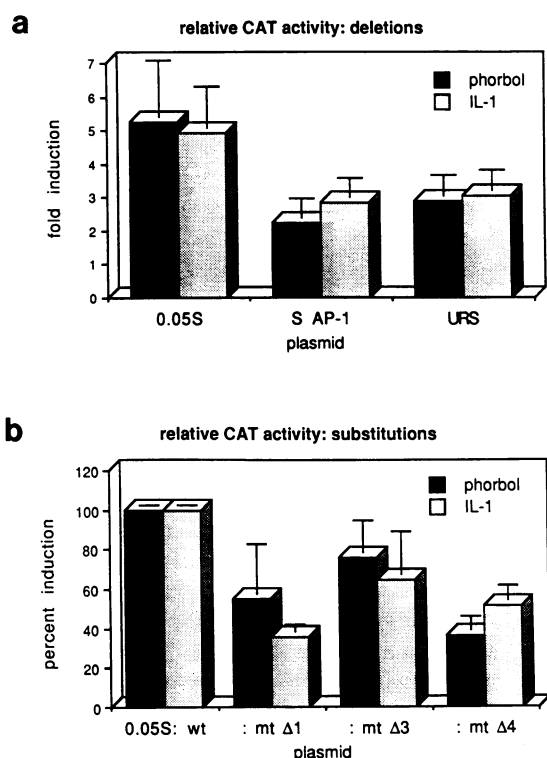 a
relative CAT activity: deletions
7
6
5
4
3
2
1
0
fold induction
phorbol
IL-1
0.05S S AP-1 URS
plasmid
b
relative CAT activity: substitutions
120
100
80
60
40
20
0
percent induction
phorbol
IL-1
0.05S: wt : mt Δ1 : mt Δ3 : mt Δ4
plasmid